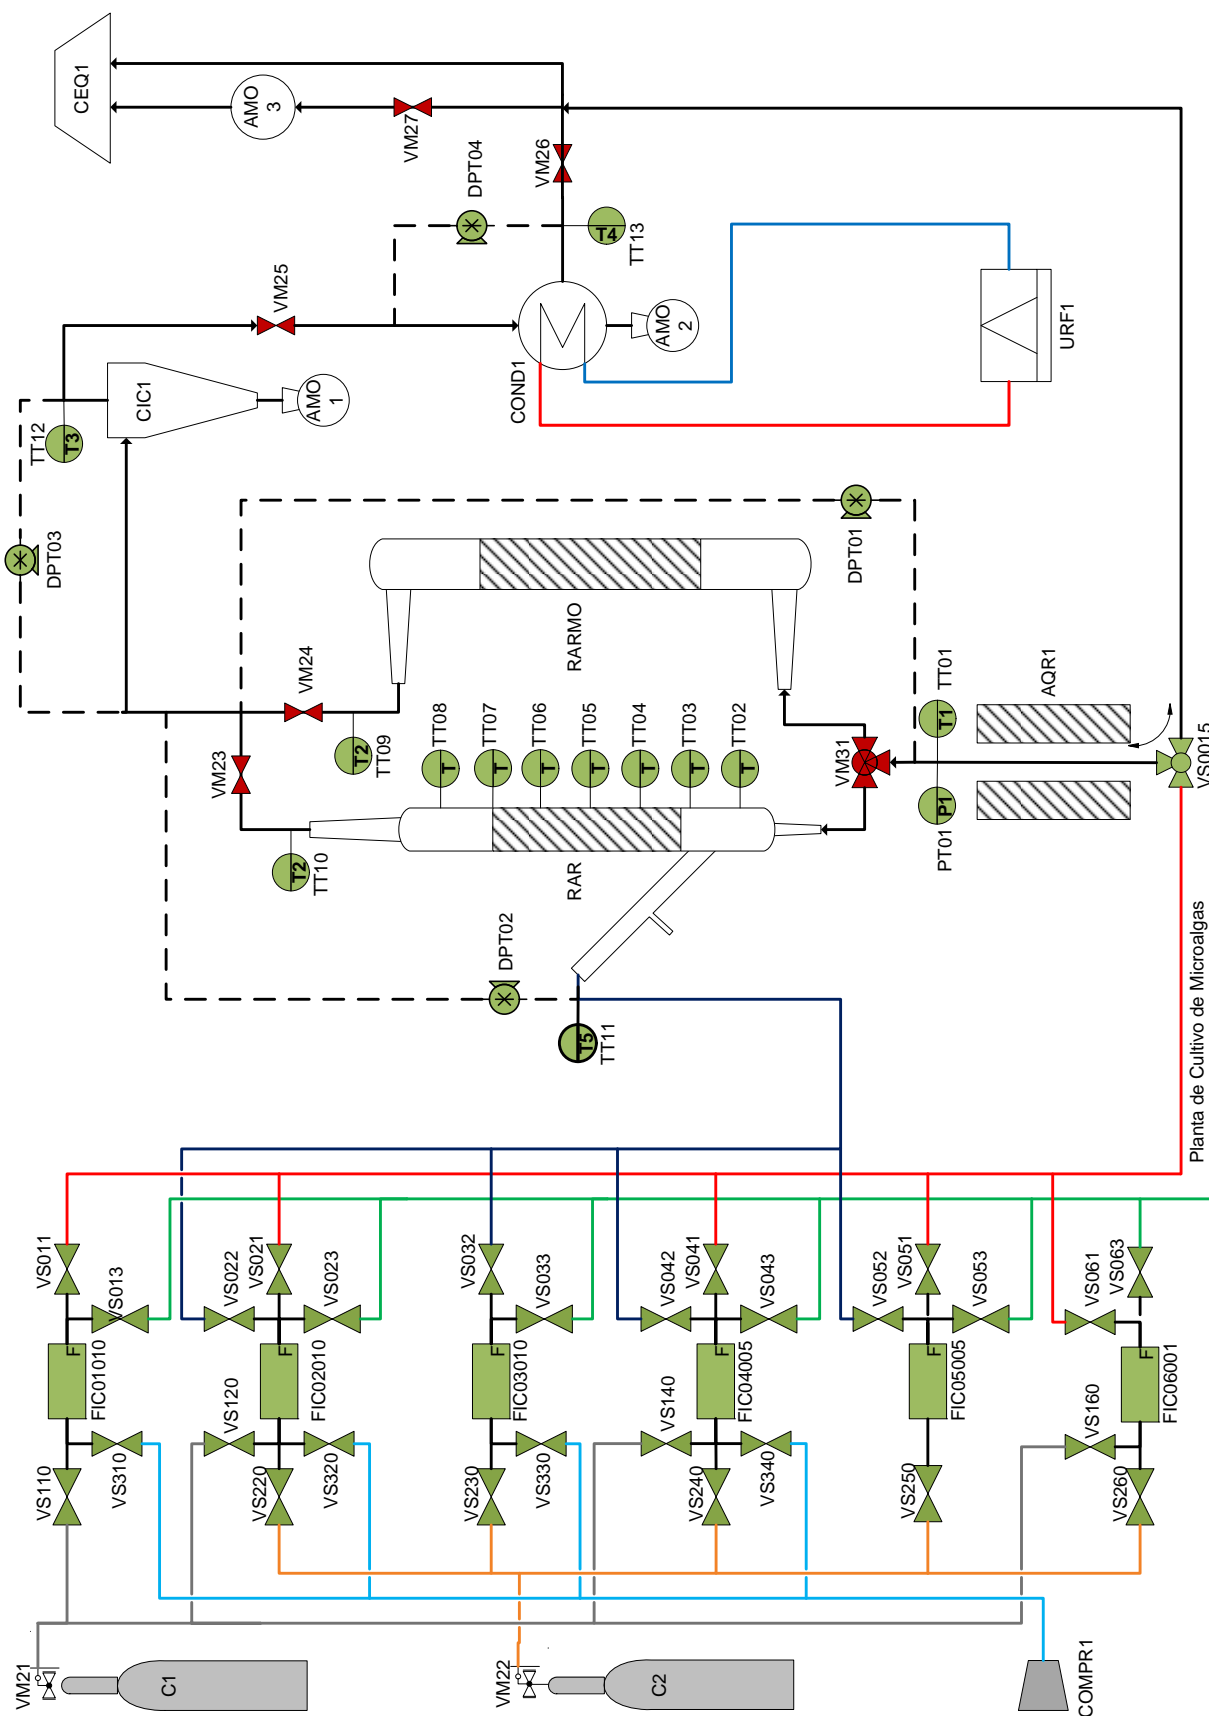 VM21
C1
VM22
C2
COMPR1
VS110
VS310
FIC01010
F
VS011
VS013
VS120
VS220
VS320
FIC02010
F
VS022
VS021
VS023
VS230
VS330
FIC03010
F
VS032
VS033
VS140
VS240
VS340
FIC04005
F
VS042
VS041
VS043
VS250
FIC05005
F
VS052
VS051
VS053
VS160
VS260
FIC06001
F
VS061
VS063
Planta de Cultivo de Microalgas
VS0015
AQR1
P1
PT01
T1
TT01
VM31
T5
TT11
DPT02
RAR
T
TT02
T
TT03
T
TT04
T
TT05
T
TT06
T
TT07
T
TT08
T2
TT10
VM23
T2
TT09
VM24
RARMO
DPT01
DPT03
T3
TT12
CIC1
AMO
1
VM25
COND1
AMO
2
URF1
T4
TT13
DPT04
VM26
VM27
AMO
3
CEQ1